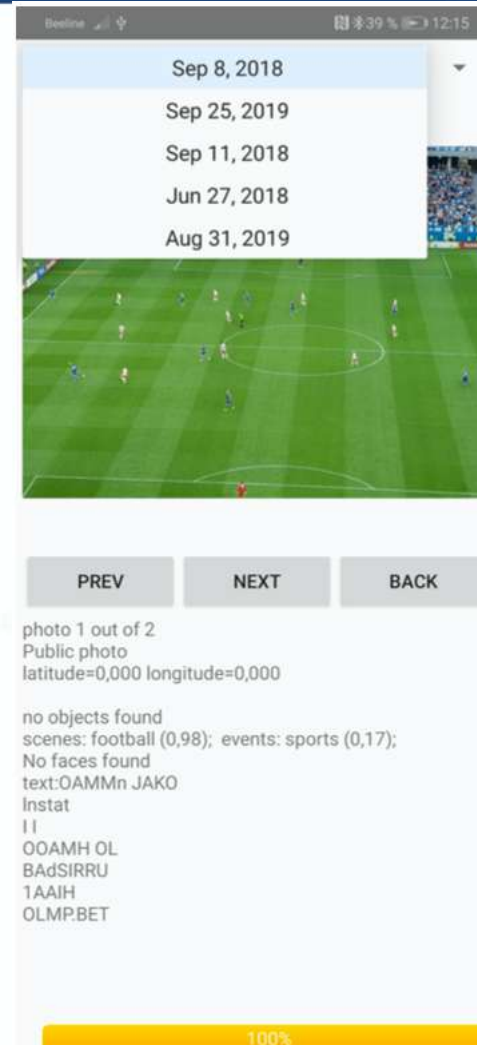 Beeline 39 % 12:15
Sep 8, 2018
Sep 25, 2019
Sep 11, 2018
Jun 27, 2018
Aug 31, 2019
PREV NEXT BACK
photo 1 out of 2
Public photo
latitude=0,000 longitude=0,000
no objects found
scenes: football (0,98); events: sports (0,17);
No faces found
text:OAMMn JAKO
Instat
I I
OOAMH OL
BAdSIRRU
1AAIH
OLMP.BET
100%